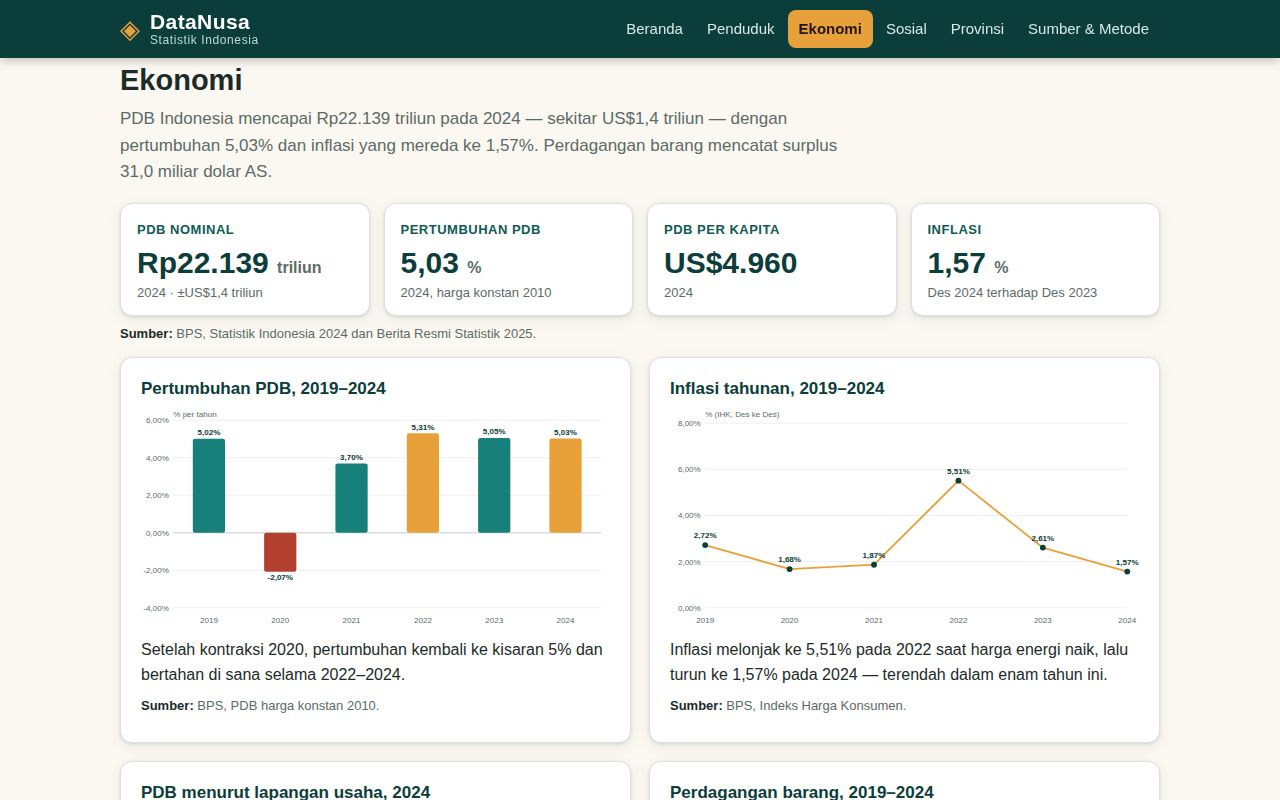 DataNusa
Statistik Indonesia
Beranda Penduduk Ekonomi Sosial Provinsi Sumber & Metode
Ekonomi
PDB Indonesia mencapai Rp22.139 triliun pada 2024 — sekitar US$1,4 triliun — dengan
pertumbuhan 5,03% dan inflasi yang mereda ke 1,57%. Perdagangan barang mencatat surplus
31,0 miliar dolar AS.
PDB NOMINAL
Rp22.139 triliun
2024 · ±US$1,4 triliun
PERTUMBUHAN PDB
5,03 %
2024, harga konstan 2010
PDB PER KAPITA
US$4.960
2024
INFLASI
1,57 %
Des 2024 terhadap Des 2023
Sumber: BPS, Statistik Indonesia 2024 dan Berita Resmi Statistik 2025.
Pertumbuhan PDB, 2019–2024
% per tahun
6,00%
4,00%
2,00%
0,00%
-2,00%
-4,00%
5,02%
-2,07%
3,70%
5,31%
5,05%
5,03%
2019 2020 2021 2022 2023 2024
Setelah kontraksi 2020, pertumbuhan kembali ke kisaran 5% dan
bertahan di sana selama 2022–2024.
Sumber: BPS, PDB harga konstan 2010.
Inflasi tahunan, 2019–2024
% (IHK, Des ke Des)
8,00%
6,00%
4,00%
2,00%
0,00%
2,72%
1,68%
1,87%
5,51%
2,61%
1,57%
2019 2020 2021 2022 2023 2024
Inflasi melonjak ke 5,51% pada 2022 saat harga energi naik, lalu
turun ke 1,57% pada 2024 — terendah dalam enam tahun ini.
Sumber: BPS, Indeks Harga Konsumen.
PDB menurut lapangan usaha, 2024
Perdagangan barang, 2019–2024